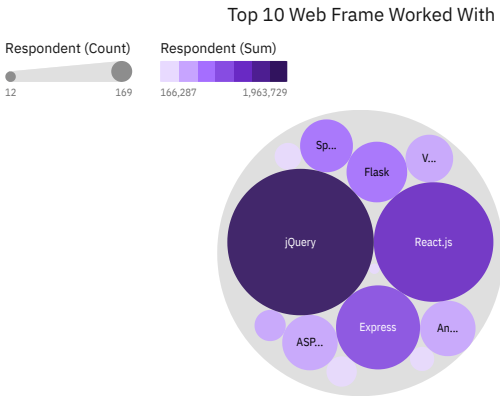 Top 10 Web Frame Worked With
Respondent (Count)
Respondent (Sum)
12
169
166,287
1,963,729
Sp...
Flask
V...
jQuery
React.js
Express
ASP...
An...